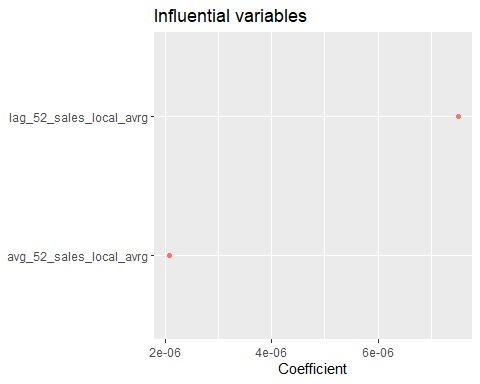 Influential variables
lag_52_sales_local_avrg
avg_52_sales_local_avrg
2e-06 4e-06 6e-06
Coefficient